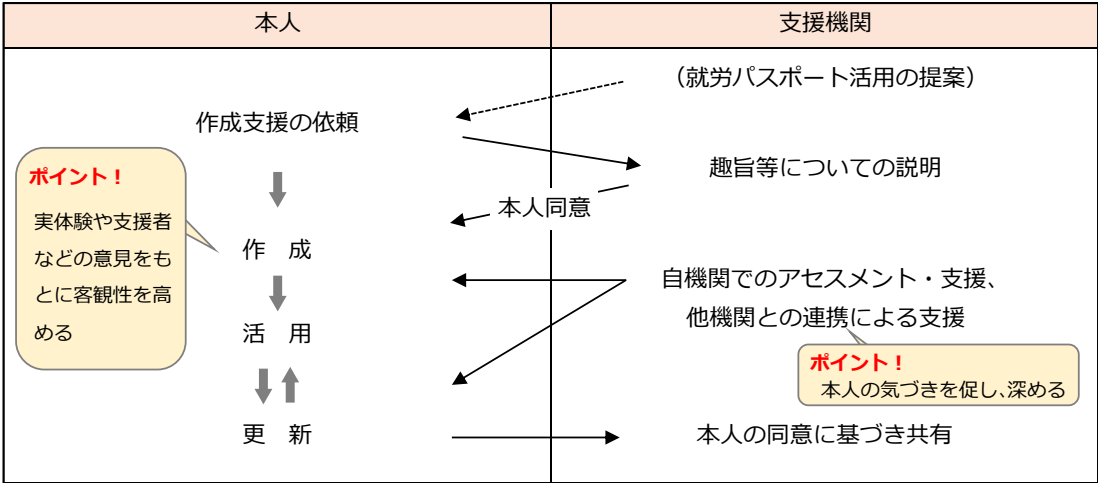 本人
支援機関
（就労パスポート活用の提案）
作成支援の依頼
趣旨等についての説明
本人同意
ポイント！
実体験や支援者
などの意見をも
とに客観性を高
める
作　成
自機関でのアセスメント・支援、
他機関との連携による支援
活　用
ポイント！
本人の気づきを促し、深める
更　新
本人の同意に基づき共有